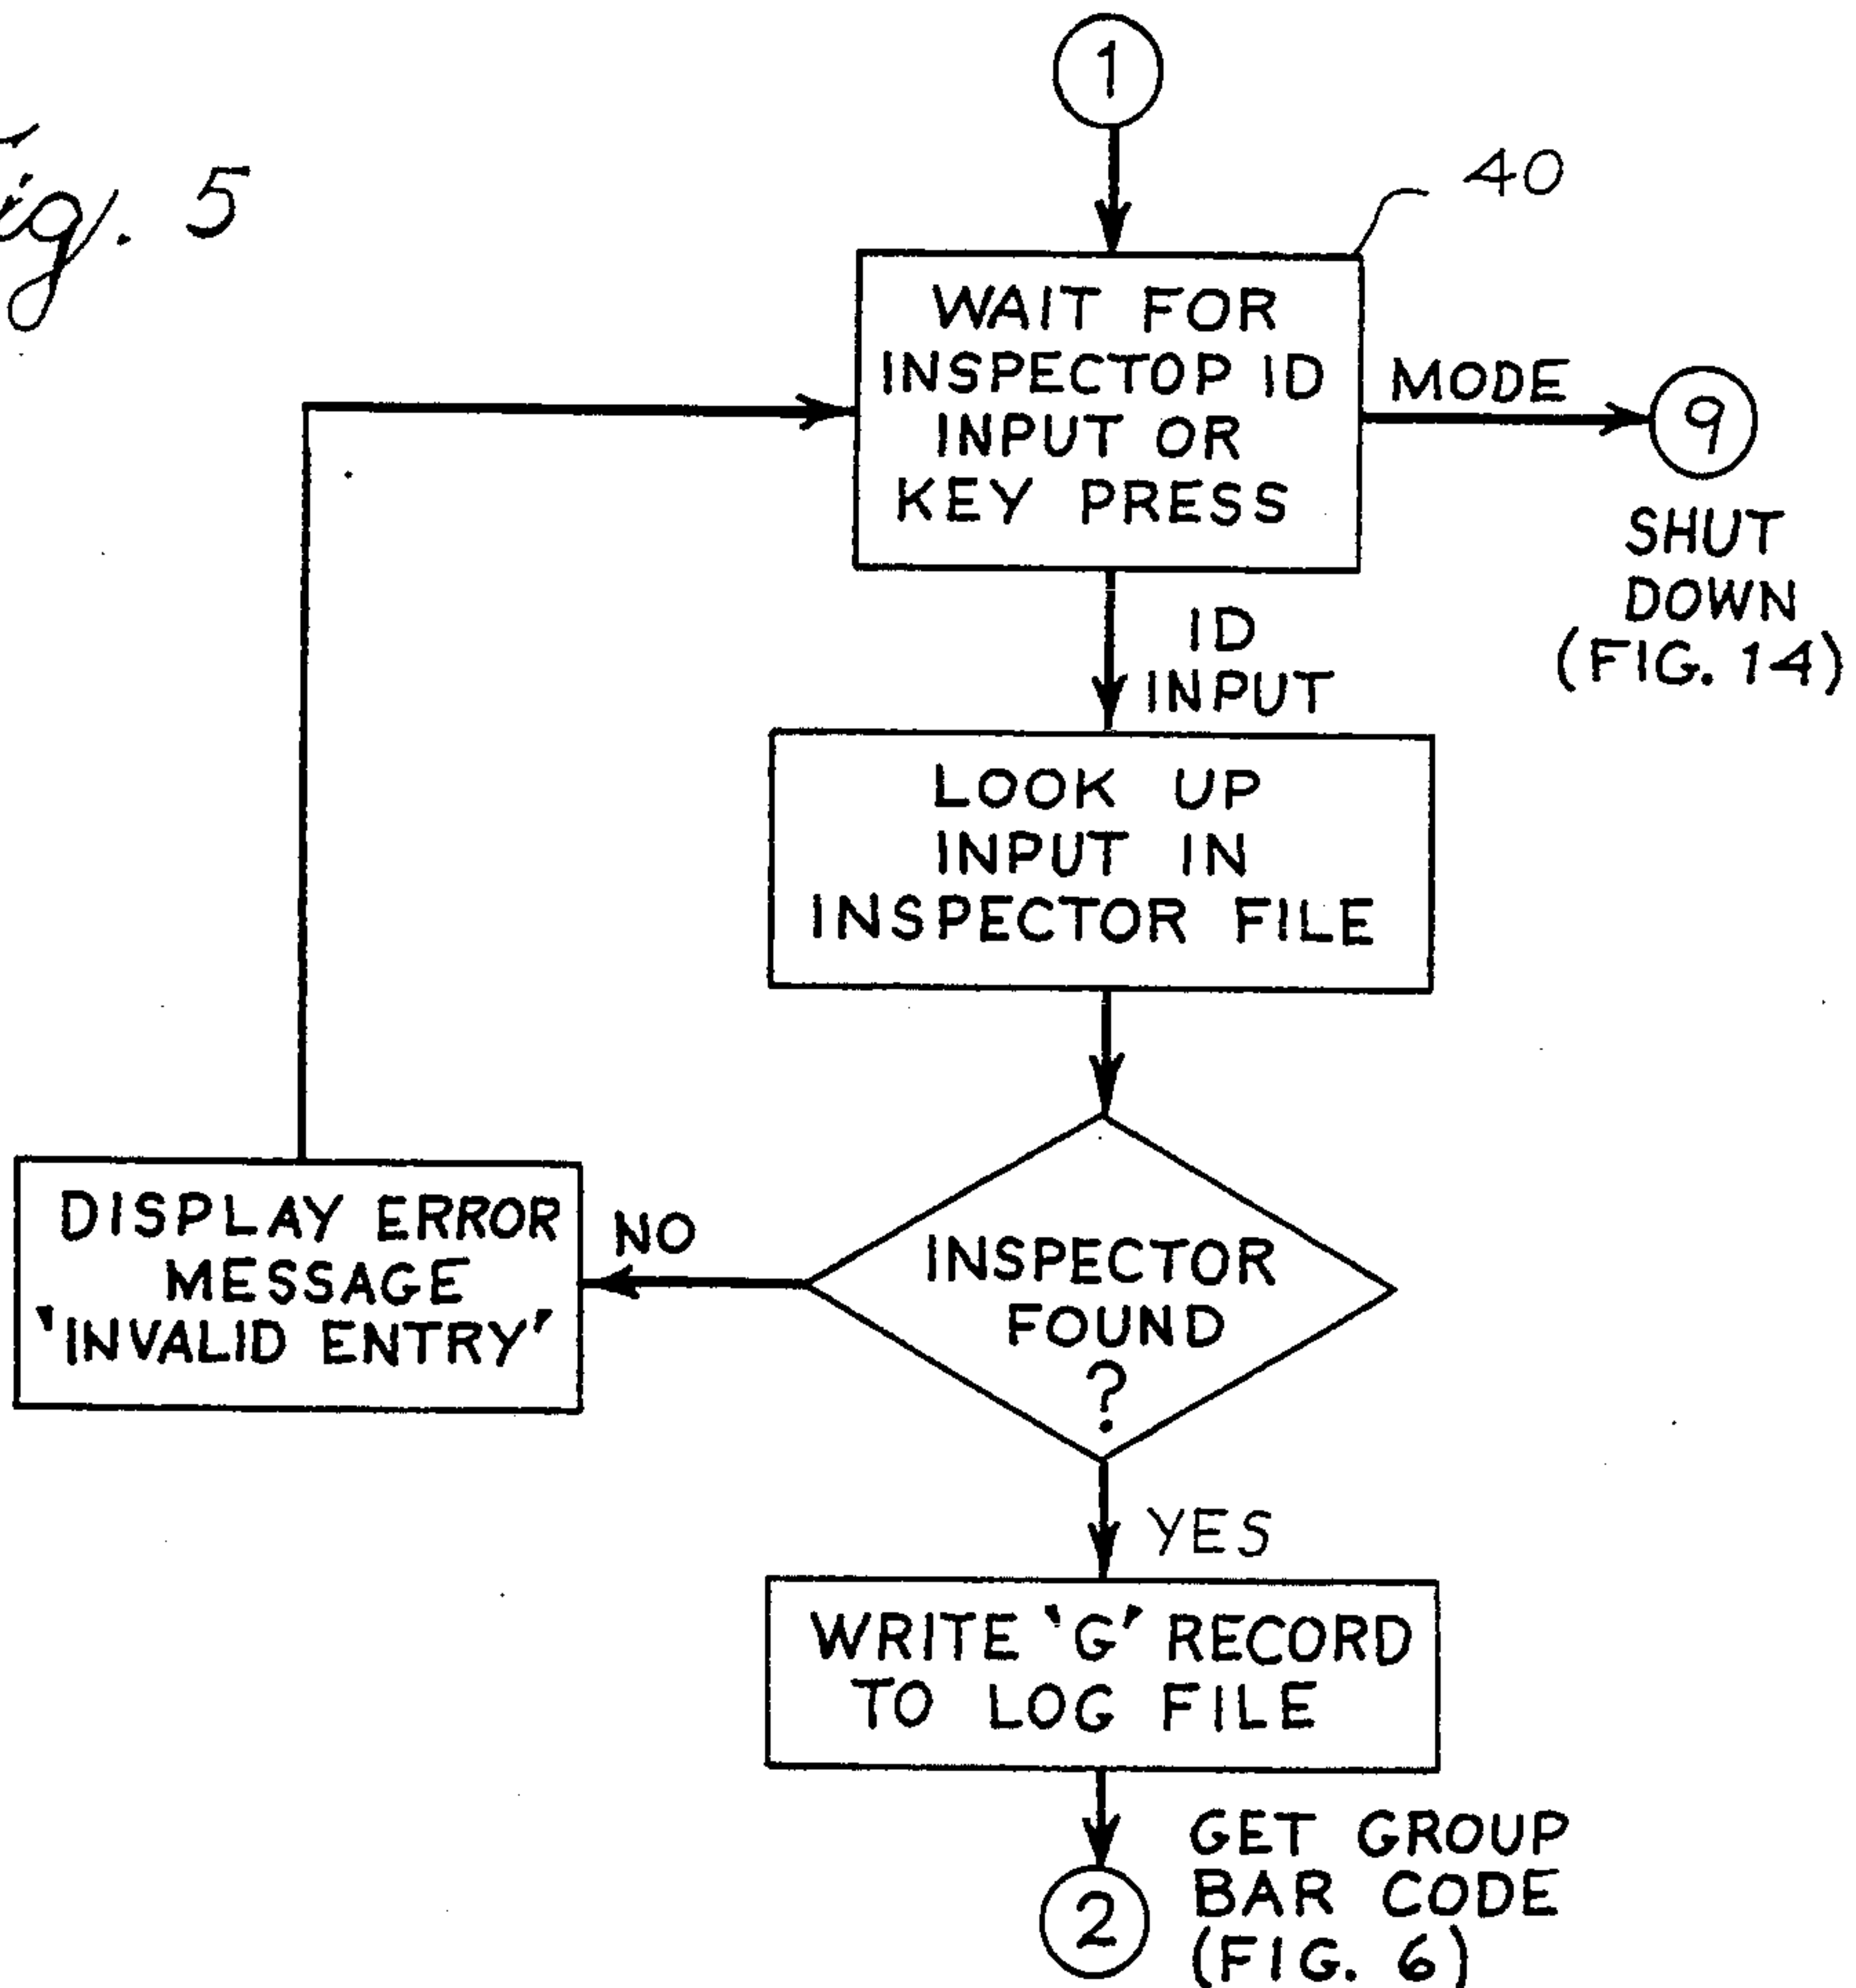 1
Fig. 5
40
WAIT FOR
INSPECTOP ID
INPUT OR
KEY PRESS
MODE
9
SHUT
DOWN
(FIG. 14)
ID
INPUT
LOOK UP
INPUT IN
INSPECTOR FILE
INSPECTOR
FOUND
?
NO
DISPLAY ERROR
MESSAGE
'INVALID ENTRY'
YES
WRITE 'G' RECORD
TO LOG FILE
2
GET GROUP
BAR CODE
(FIG. 6)